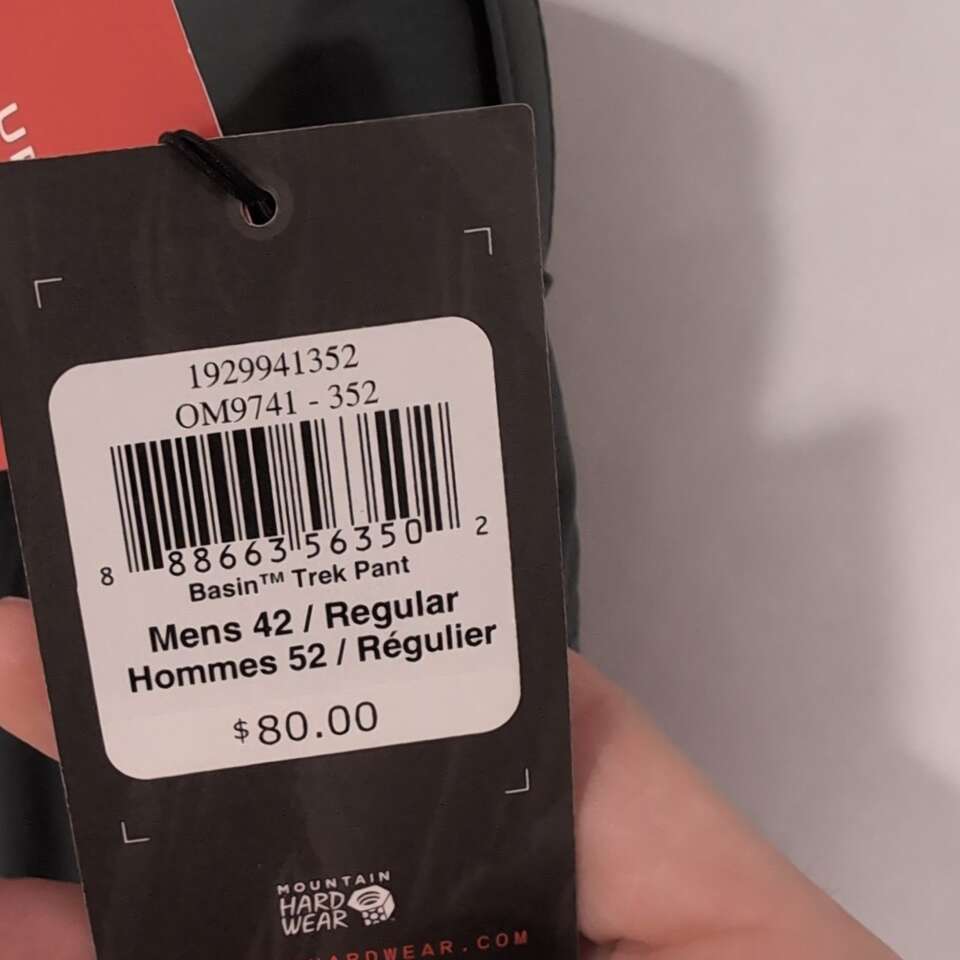 1929941352
OM9741 - 352
8 88663 56350 2
Basin™ Trek Pant
Mens 42 / Regular
Hommes 52 / Régulier
$80.00
MOUNTAIN
HARD
WEAR